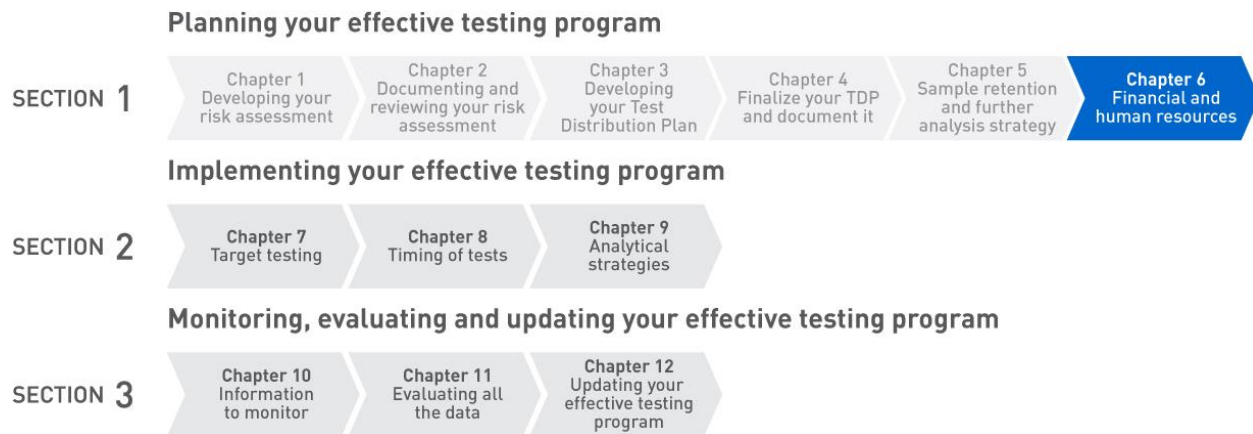 Planning your effective testing program
SECTION 1
Chapter 1
Developing your
risk assessment
Chapter 2
Documenting and
reviewing your risk
assessment
Chapter 3
Developing
your Test
Distribution Plan
Chapter 4
Finalize your TDP
and document it
Chapter 5
Sample retention
and further
analysis strategy
Chapter 6
Financial and
human resources
Implementing your effective testing program
SECTION 2
Chapter 7
Target testing
Chapter 8
Timing of tests
Chapter 9
Analytical
strategies
Monitoring, evaluating and updating your effective testing program
SECTION 3
Chapter 10
Information
to monitor
Chapter 11
Evaluating all
the data
Chapter 12
Updating your
effective testing
program